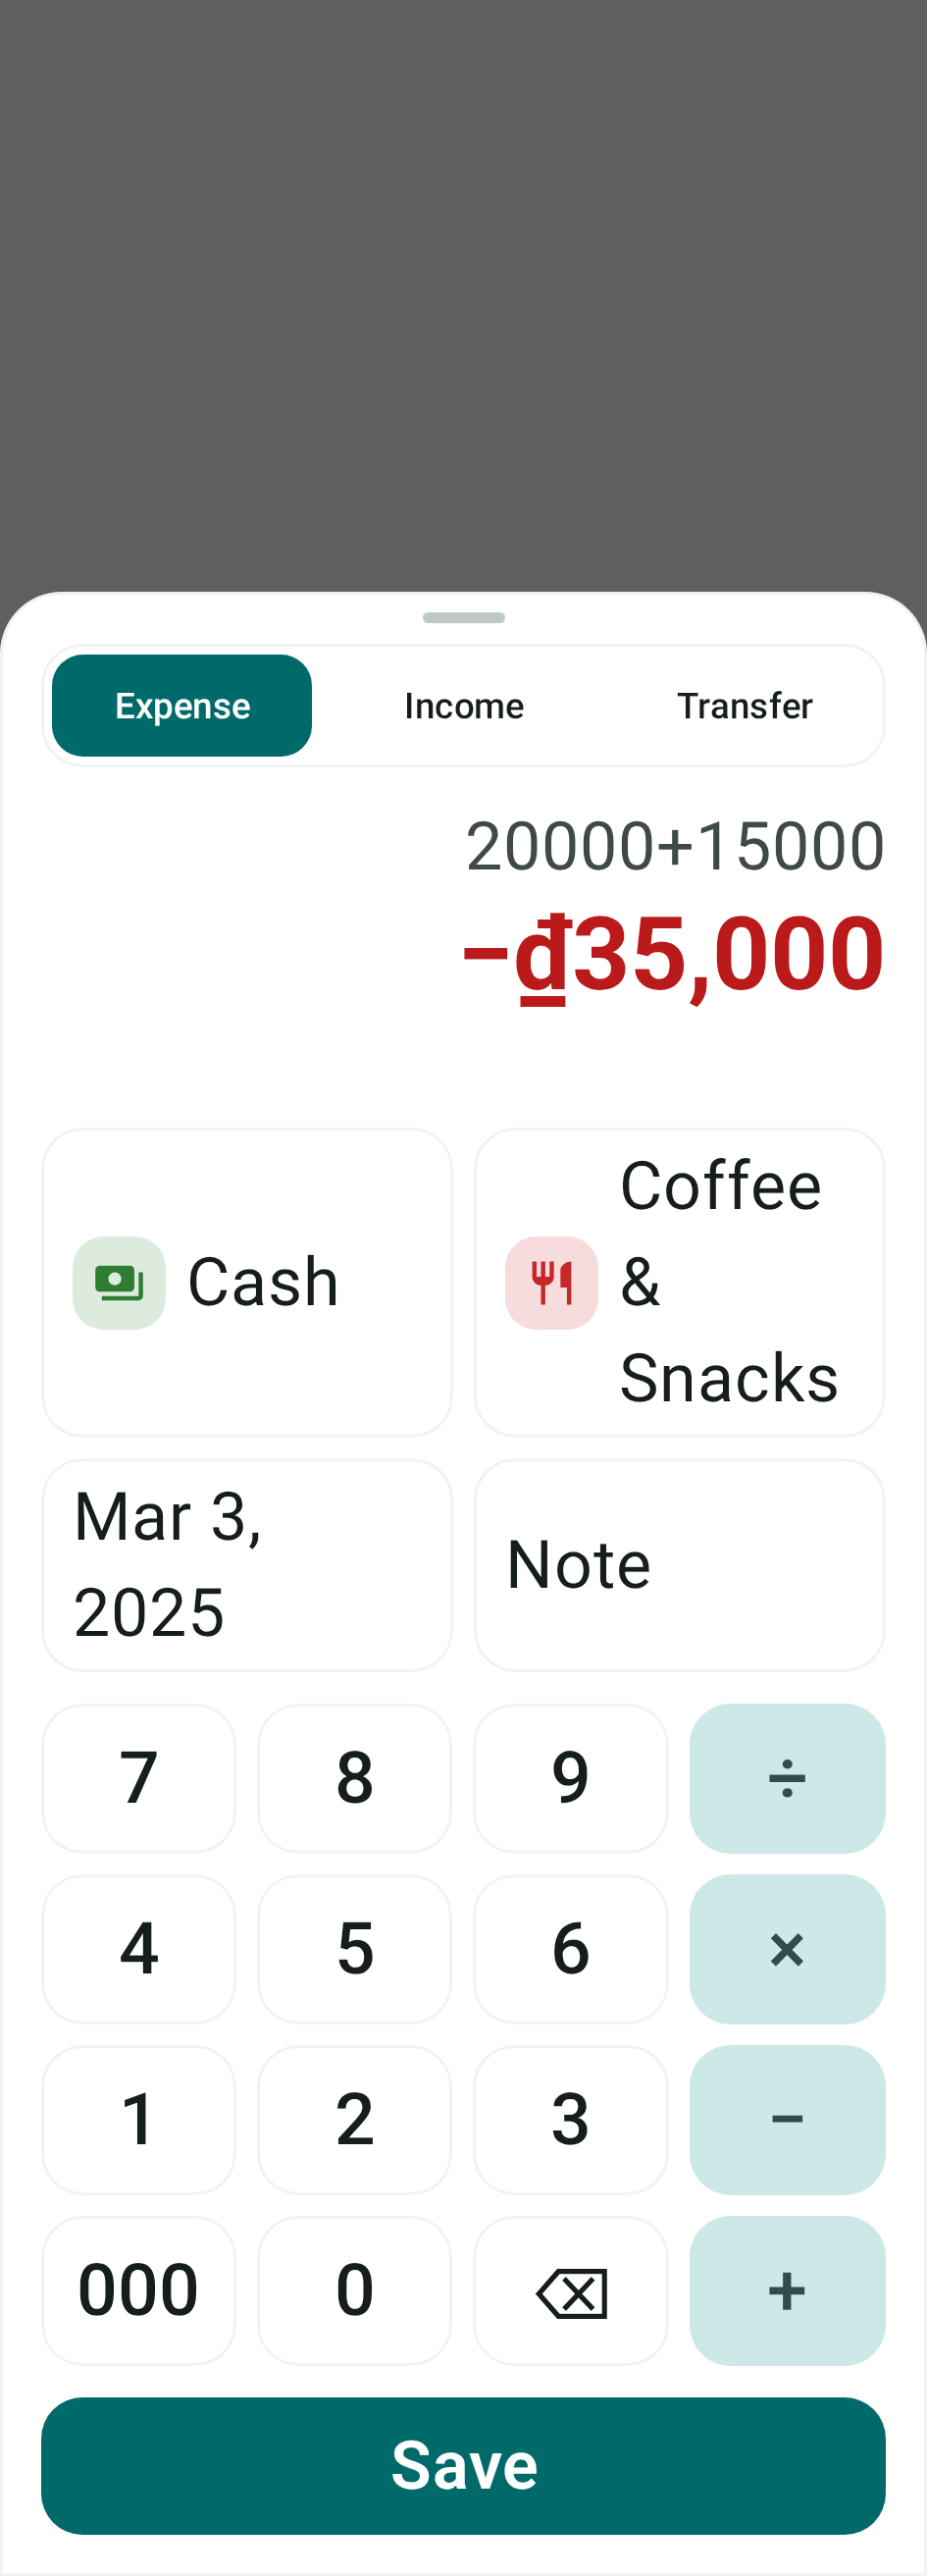 Expense Income Transfer
20000+15000
−₫35,000
Cash
Coffee
&
Snacks
Mar 3,
2025
Note
7 8 9 ÷
4 5 6 ×
1 2 3 −
000 0 +
Save